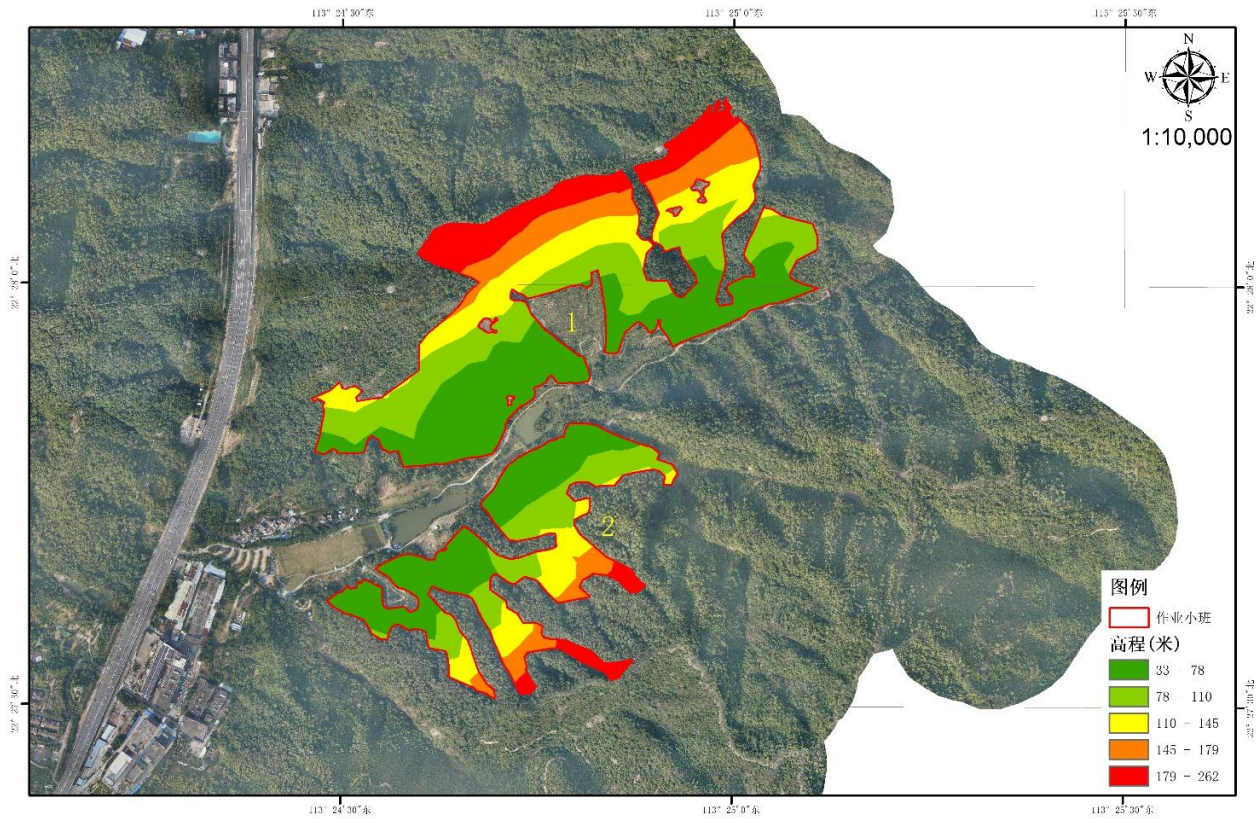 113° 24'30"东
113° 25'0"东
113° 25'30"东
N
W
E
S
1:10,000
22° 28'0"北
22° 28'0"北
1
2
图例
作业小班
高程(米)
33 - 78
78 - 110
110 - 145
145 - 179
179 - 262
22° 27'30"北
22° 27'30"北
113° 24'30"东
113° 25'0"东
113° 25'30"东